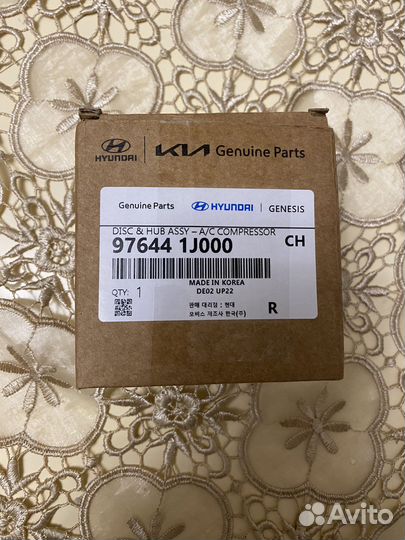 HYUNDAI KIA Genuine Parts
Genuine Parts HYUNDAI GENESIS
DISC & HUB ASSY – A/C COMPRESSOR
97644 1J000 CH
MADE IN KOREA
QTY: 1 DE02 UP22
판매 대리점 : 현대
모비스 제조사 한국(주)
R
Avito